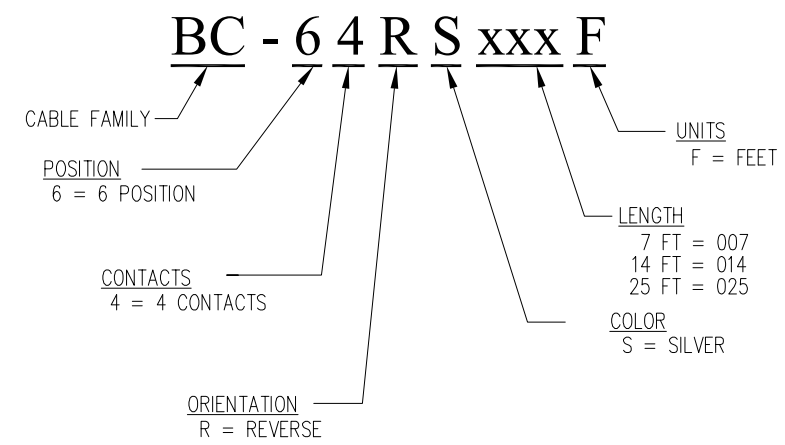 BC - 6 4 R S xxx F
CABLE FAMILY
UNITS
F = FEET
POSITION
6 = 6 POSITION
LENGTH
7 FT = 007
14 FT = 014
25 FT = 025
CONTACTS
4 = 4 CONTACTS
COLOR
S = SILVER
ORIENTATION
R = REVERSE